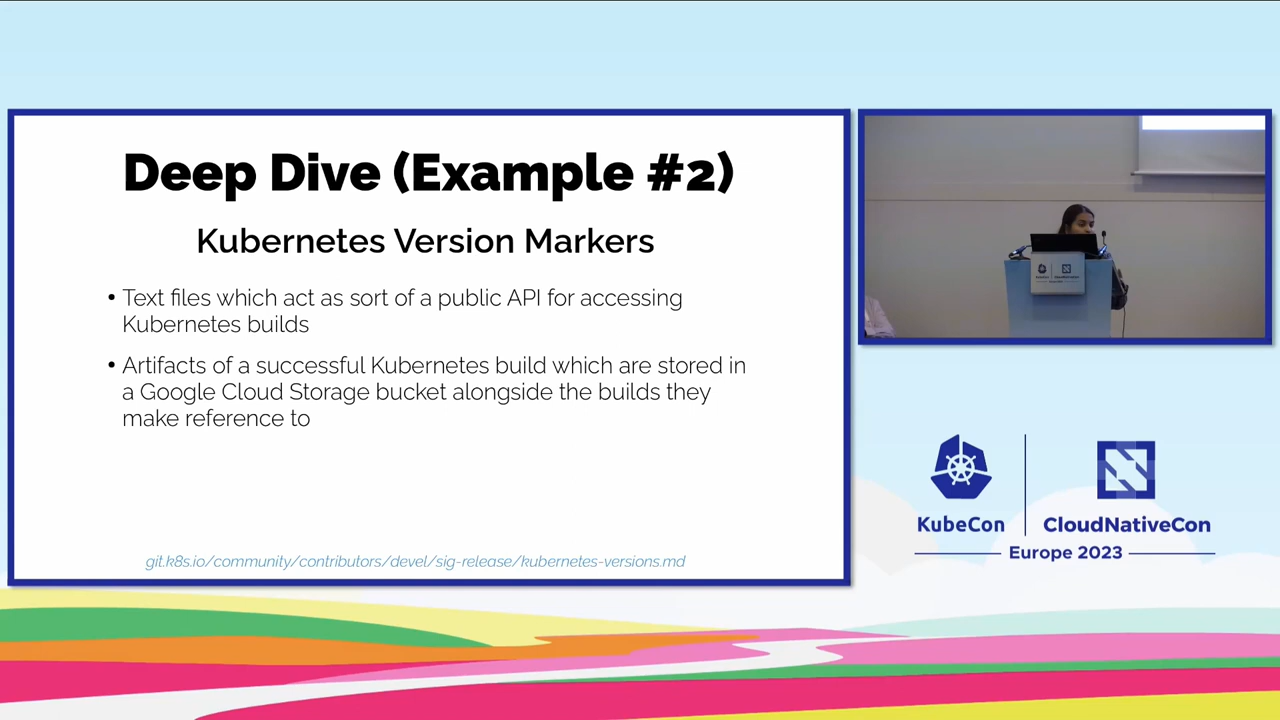 Deep Dive (Example #2)
Kubernetes Version Markers
• Text files which act as sort of a public API for accessing
Kubernetes builds
• Artifacts of a successful Kubernetes build which are stored in
a Google Cloud Storage bucket alongside the builds they
make reference to
git.k8s.io/community/contributors/devel/sig-release/kubernetes-versions.md
KubeCon
CloudNativeCon
Europe 2023